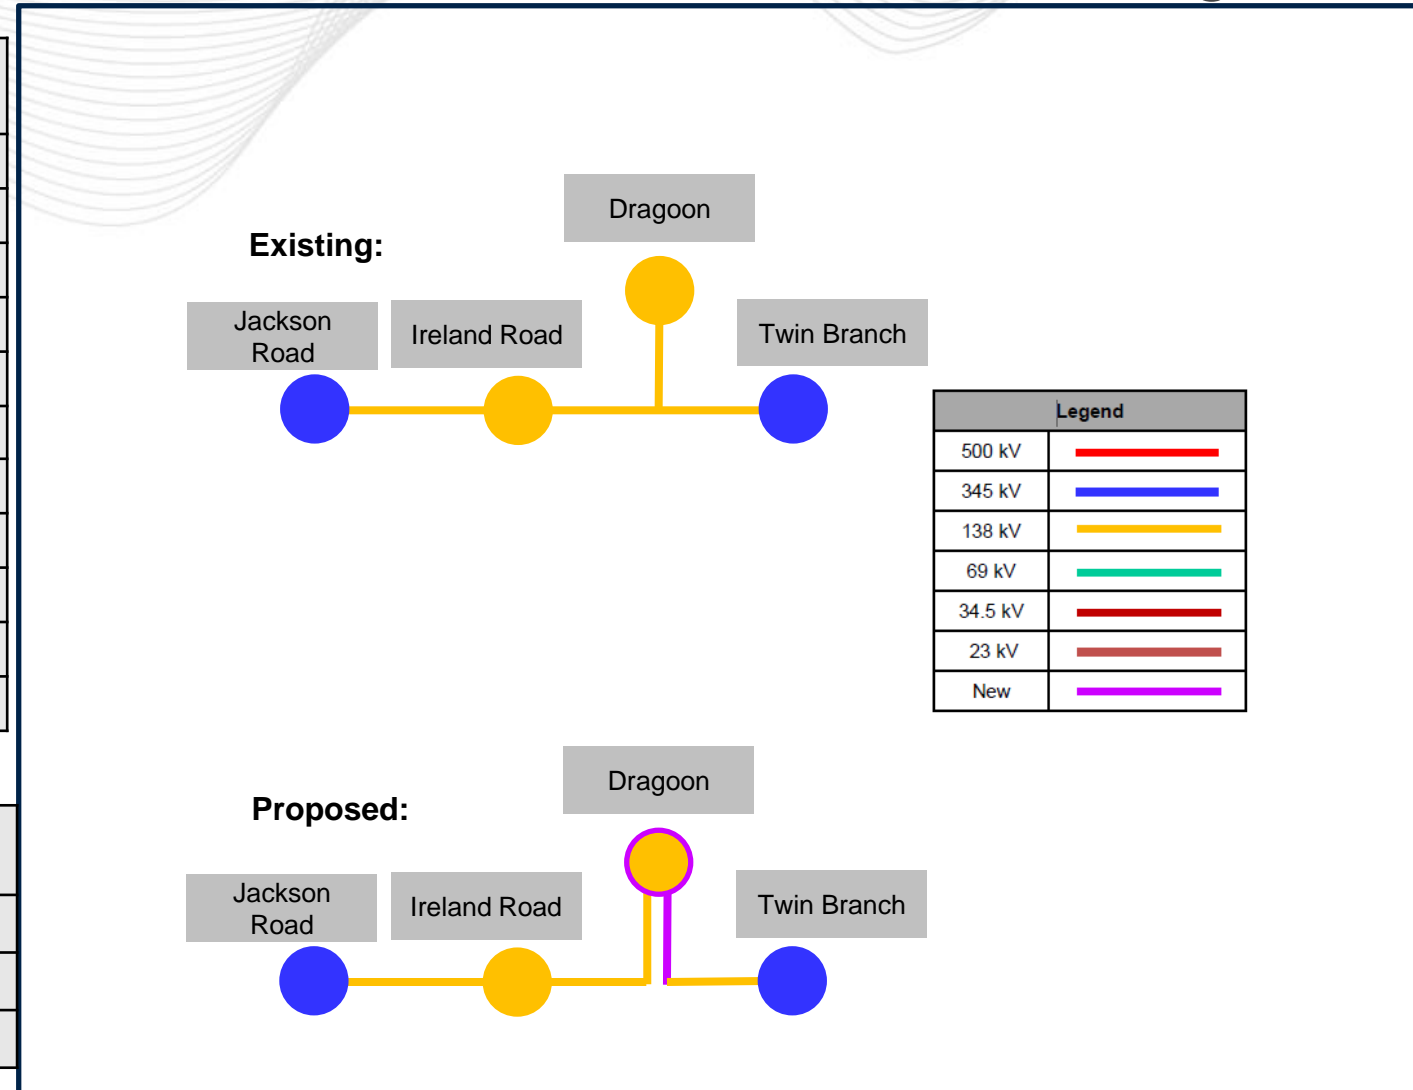 Dragoon
Existing:
Jackson
Road
Ireland Road
Twin Branch
Legend
500 kV
345 kV
138 kV
69 kV
34.5 kV
23 kV
New
Dragoon
Proposed:
Jackson
Road
Ireland Road
Twin Branch